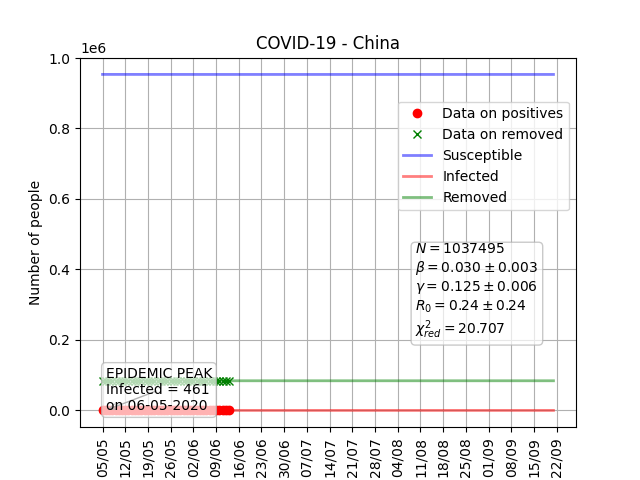 COVID-19 - China
1e6
Number of people
1.0
0.8
0.6
0.4
0.2
0.0
Data on positives
Data on removed
Susceptible
Infected
Removed
N = 1037495
β = 0.030 ± 0.003
γ = 0.125 ± 0.006
R₀ = 0.24 ± 0.24
χ²red = 20.707
EPIDEMIC PEAK
Infected = 461
on 06-05-2020
05/05
12/05
19/05
26/05
02/06
09/06
16/06
23/06
30/06
07/07
14/07
21/07
28/07
04/08
11/08
18/08
25/08
01/09
08/09
15/09
22/09